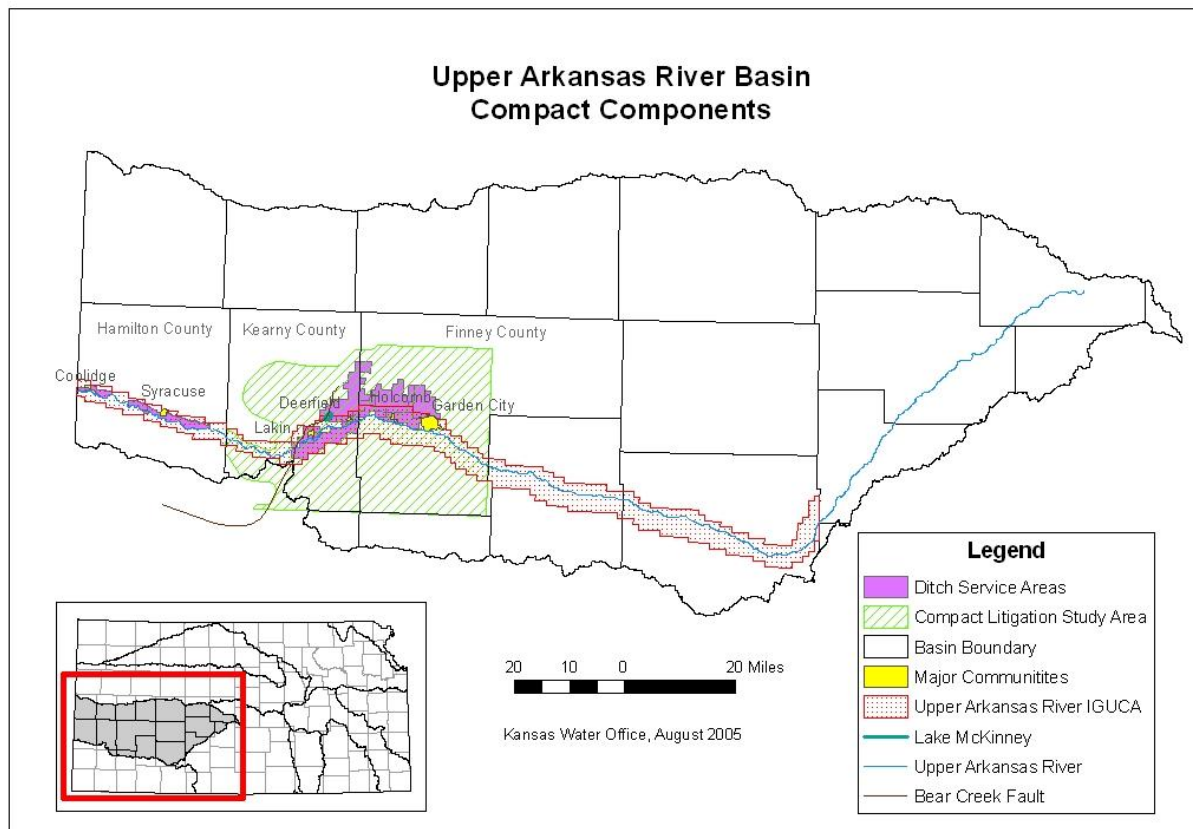 Upper Arkansas River Basin
Compact Components
Hamilton County
Kearny County
Finney County
Coolidge
Syracuse
Deerfield
Holcomb
Garden City
Lakin
Legend
Ditch Service Areas
Compact Litigation Study Area
Basin Boundary
Major Communitites
Upper Arkansas River IGUCA
Lake McKinney
Upper Arkansas River
Bear Creek Fault
20 10 0 20 Miles
Kansas Water Office, August 2005